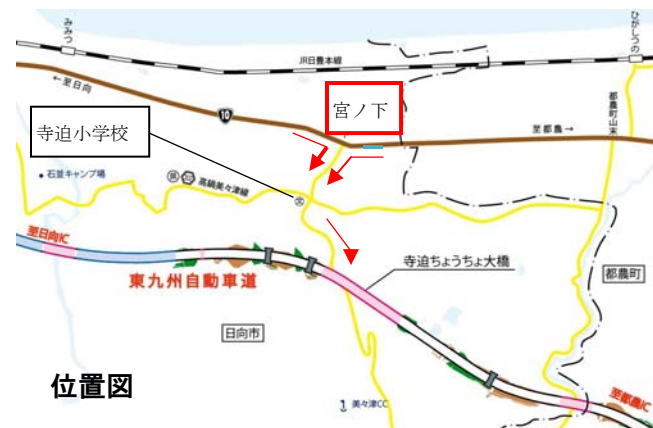 みみつ
ひがしつの
JR日豊本線
←至日向
10
宮ノ下
都農町山末
至都農→
寺迫小学校
石並キャンプ場
県
高鍋美々津線
文
至日向IC
東九州自動車道
寺迫ちょうちょ大橋
都農町
日向市
位置図
美々津CC
至都農IC